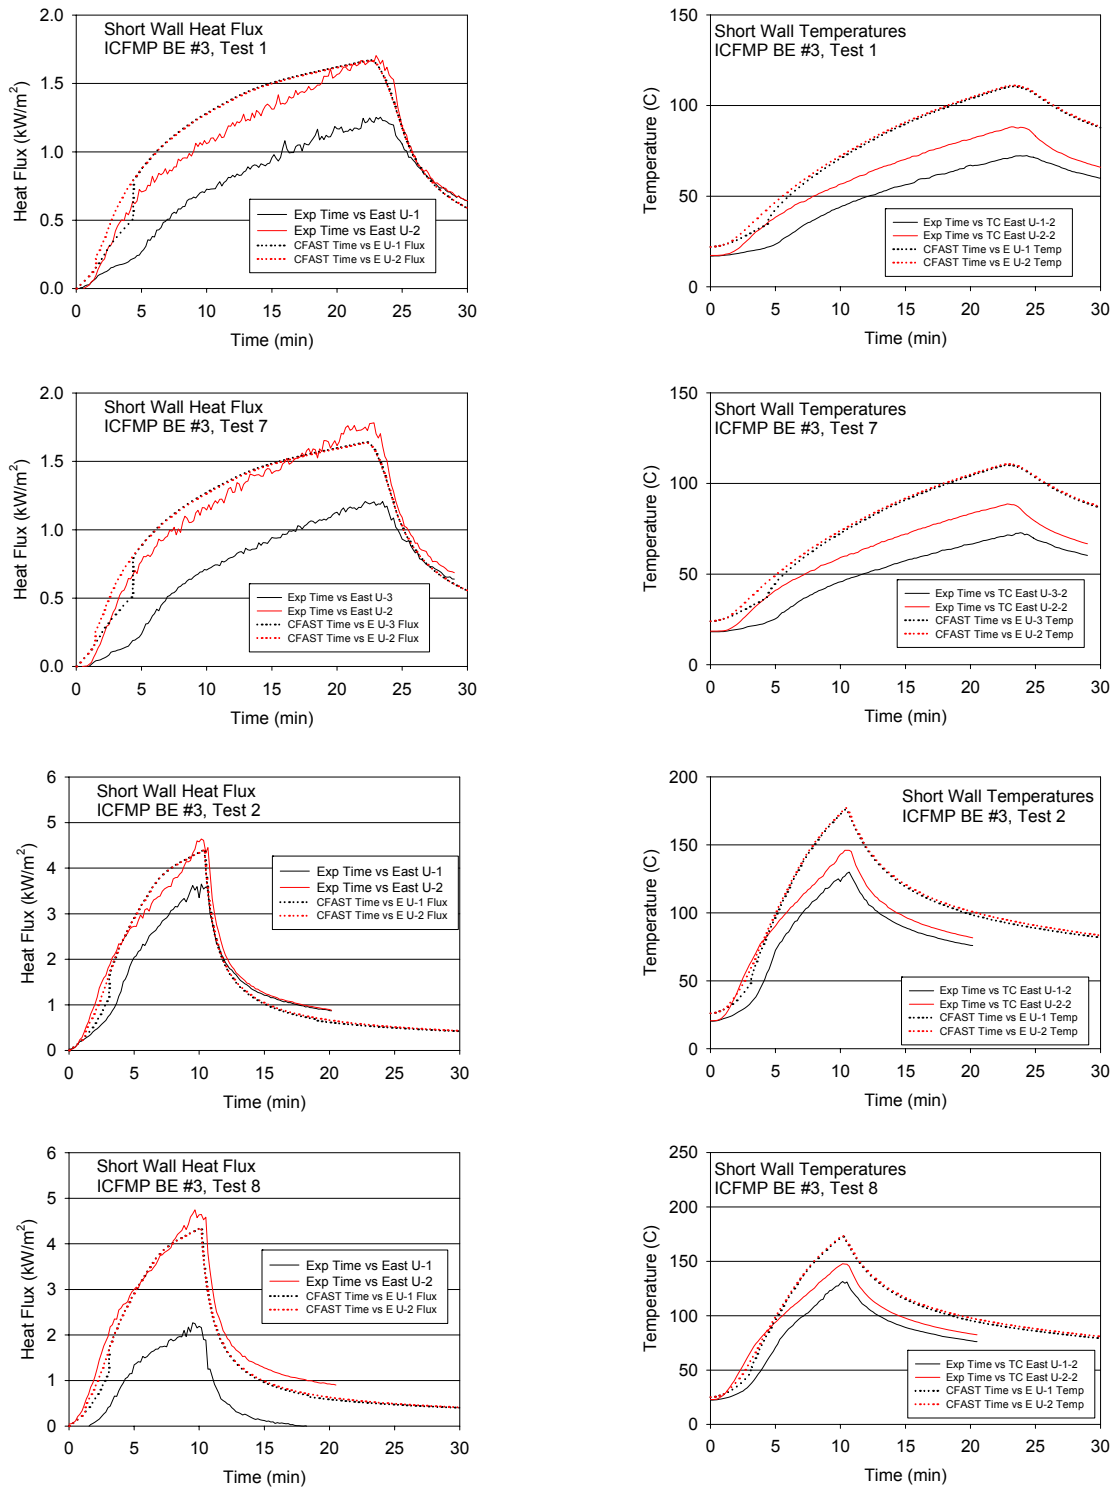 Short Wall Heat Flux
ICFMP BE #3, Test 1
Heat Flux (kW/m²)
2.0
1.5
1.0
0.5
0.0
Exp Time vs East U-1
Exp Time vs East U-2
CFAST Time vs E U-1 Flux
CFAST Time vs E U-2 Flux
0 5 10 15 20 25 30
Time (min)
Short Wall Temperatures
ICFMP BE #3, Test 1
Temperature (C)
150
100
50
0
Exp Time vs TC East U-1-2
Exp Time vs TC East U-2-2
CFAST Time vs E U-1 Temp
CFAST Time vs E U-2 Temp
0 5 10 15 20 25 30
Time (min)
Short Wall Heat Flux
ICFMP BE #3, Test 7
Heat Flux (kW/m²)
2.0
1.5
1.0
0.5
0.0
Exp Time vs East U-3
Exp Time vs East U-2
CFAST Time vs E U-3 Flux
CFAST Time vs E U-2 Flux
0 5 10 15 20 25 30
Time (min)
Short Wall Temperatures
ICFMP BE #3, Test 7
Temperature (C)
150
100
50
0
Exp Time vs TC East U-3-2
Exp Time vs TC East U-2-2
CFAST Time vs E U-3 Temp
CFAST Time vs E U-2 Temp
0 5 10 15 20 25 30
Time (min)
Short Wall Heat Flux
ICFMP BE #3, Test 2
Heat Flux (kW/m²)
6
5
4
3
2
1
0
Exp Time vs East U-1
Exp Time vs East U-2
CFAST Time vs E U-1 Flux
CFAST Time vs E U-2 Flux
0 5 10 15 20 25 30
Time (min)
Short Wall Temperatures
ICFMP BE #3, Test 2
Temperature (C)
200
150
100
50
0
Exp Time vs TC East U-1-2
Exp Time vs TC East U-2-2
CFAST Time vs E U-1 Temp
CFAST Time vs E U-2 Temp
0 5 10 15 20 25 30
Time (min)
Short Wall Heat Flux
ICFMP BE #3, Test 8
Heat Flux (kW/m²)
6
5
4
3
2
1
0
Exp Time vs East U-1
Exp Time vs East U-2
CFAST Time vs E U-1 Flux
CFAST Time vs E U-2 Flux
0 5 10 15 20 25 30
Time (min)
Short Wall Temperatures
ICFMP BE #3, Test 8
Temperature (C)
250
200
150
100
50
0
Exp Time vs TC East U-1-2
Exp Time vs TC East U-2-2
CFAST Time vs E U-1 Temp
CFAST Time vs E U-2 Temp
0 5 10 15 20 25 30
Time (min)